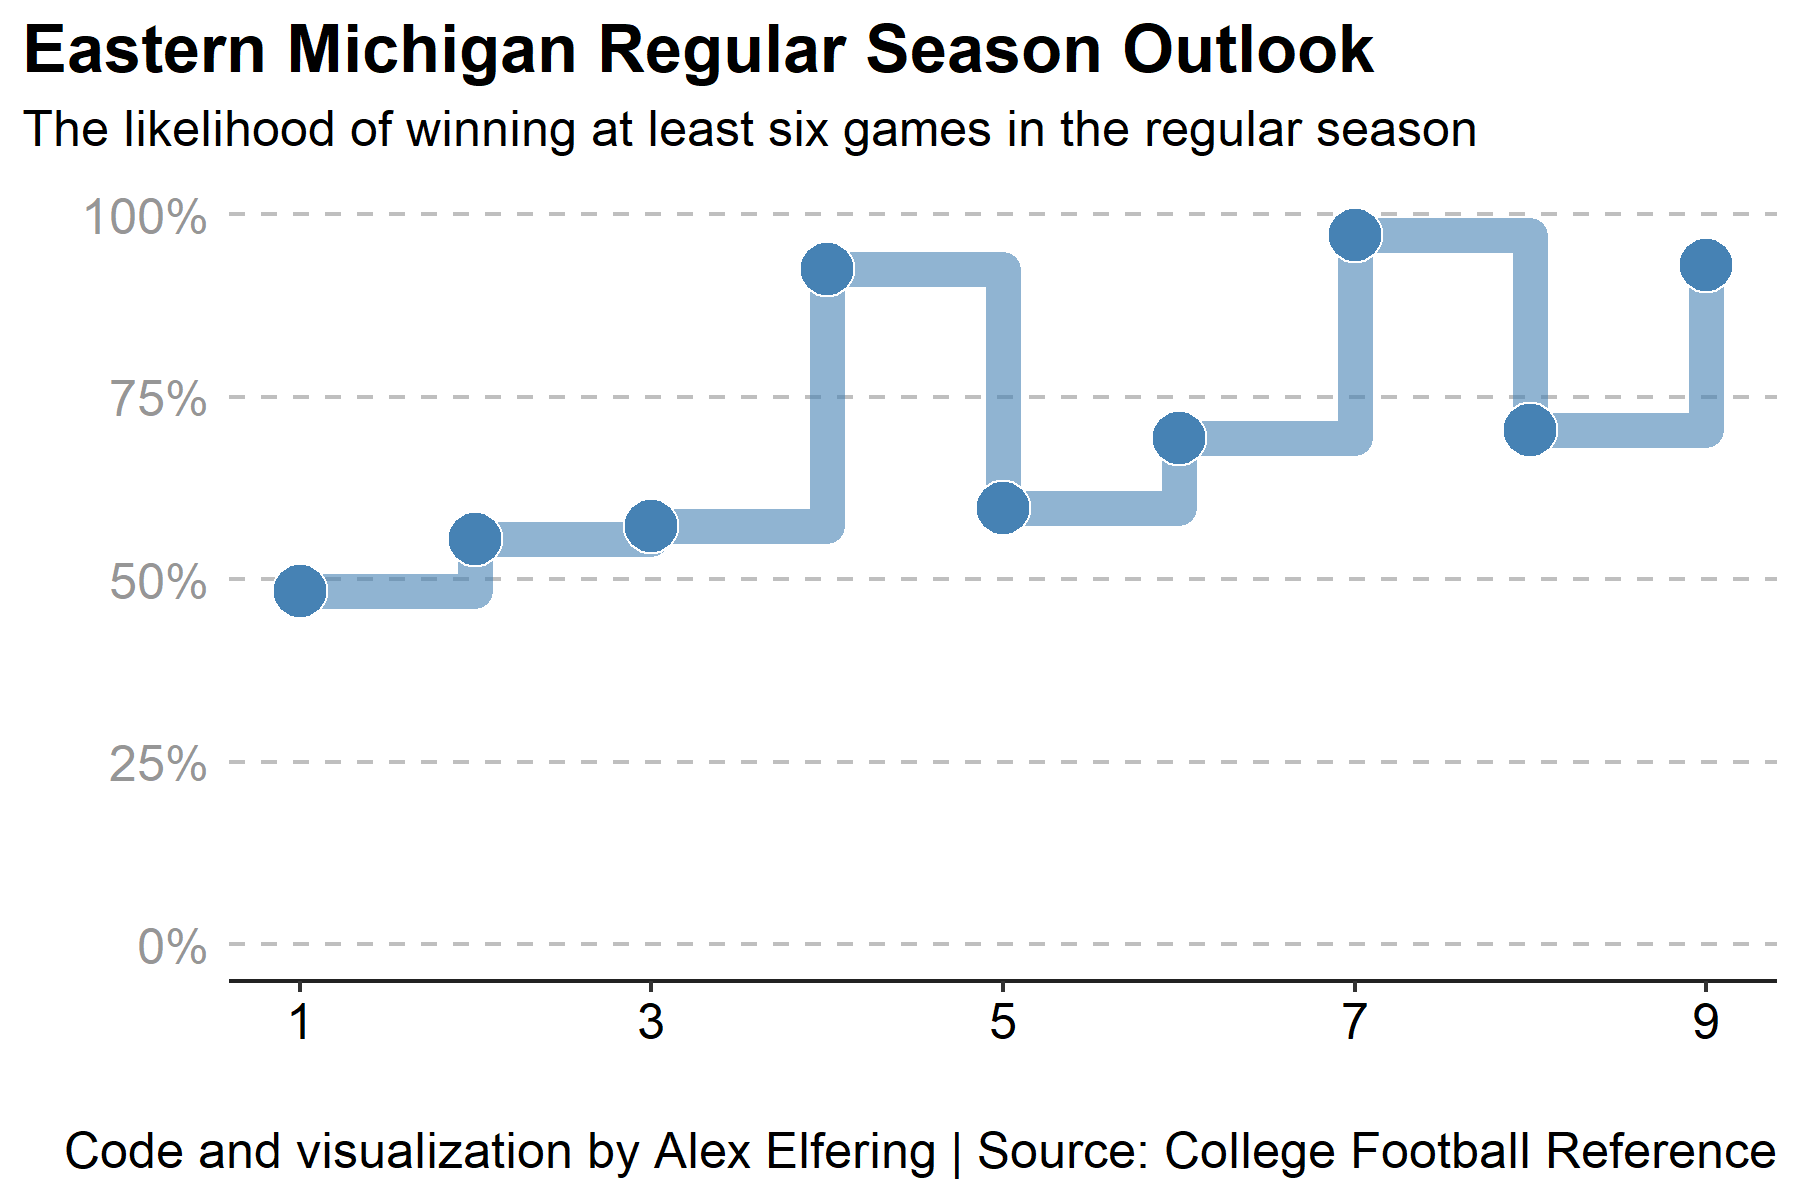 Eastern Michigan Regular Season Outlook
The likelihood of winning at least six games in the regular season
100%
75%
50%
25%
0%
1 3 5 7 9
Code and visualization by Alex Elfering | Source: College Football Reference